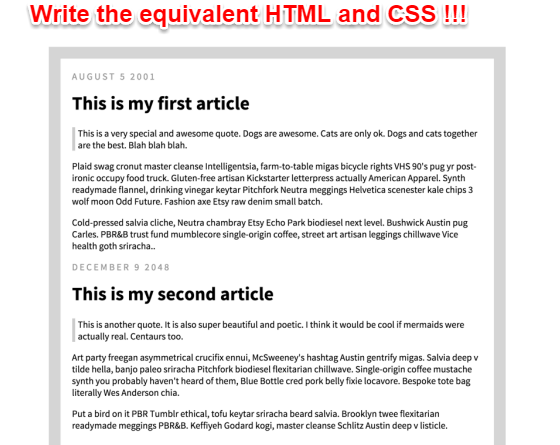 Write the equivalent HTML and CSS !!!
AUGUST 5 2001
This is my first article
This is a very special and awesome quote. Dogs are awesome. Cats are only ok. Dogs and cats together
are the best. Blah blah blah.
Plaid swag cronut master cleanse Intelligentsia, farm-to-table migas bicycle rights VHS 90's pug yr post-
ironic occupy food truck. Gluten-free artisan Kickstarter letterpress actually American Apparel. Synth
readymade flannel, drinking vinegar keytar Pitchfork Neutra meggings Helvetica scenester kale chips 3
wolf moon Odd Future. Fashion axe Etsy raw denim small batch.
Cold-pressed salvia cliche, Neutra chambray Etsy Echo Park biodiesel next level. Bushwick Austin pug
Carles. PBR&B trust fund mumblecore single-origin coffee, street art artisan leggings chillwave Vice
health goth sriracha..
DECEMBER 9 2048
This is my second article
This is another quote. It is also super beautiful and poetic. I think it would be cool if mermaids were
actually real. Centaurs too.
Art party freegan asymmetrical crucifix ennui, McSweeney's hashtag Austin gentrify migas. Salvia deep v
tilde hella, banjo paleo sriracha Pitchfork biodiesel flexitarian chillwave. Single-origin coffee mustache
synth you probably haven't heard of them, Blue Bottle cred pork belly fixie locavore. Bespoke tote bag
literally Wes Anderson chia.
Put a bird on it PBR Tumblr ethical, tofu keytar sriracha beard salvia. Brooklyn twee flexitarian
readymade meggings PBR&B. Keffiyeh Godard kogi, master cleanse Schlitz Austin deep v listicle.